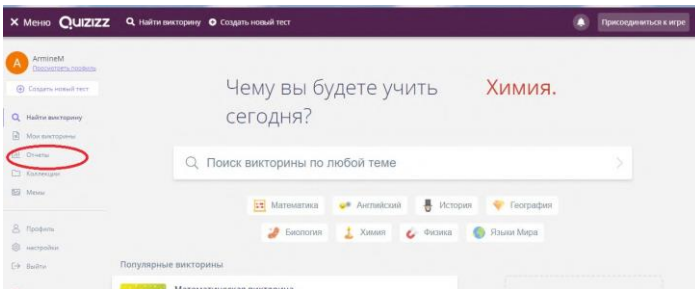 × Меню QUIZIZZ Найти викторину Создать новый тест Присоединиться к игре
A ArmineM
Просмотреть профиль
Создать новый тест
Найти викторину
Мои викторины
Отчеты
Коллекции
Мемы
Профиль
настройки
Выйти
Чему вы будете учить Химия.
сегодня?
Поиск викторины по любой теме
Математика Английский История География
Биология Химия Физика Языки Мира
Популярные викторины
Математическая викторина